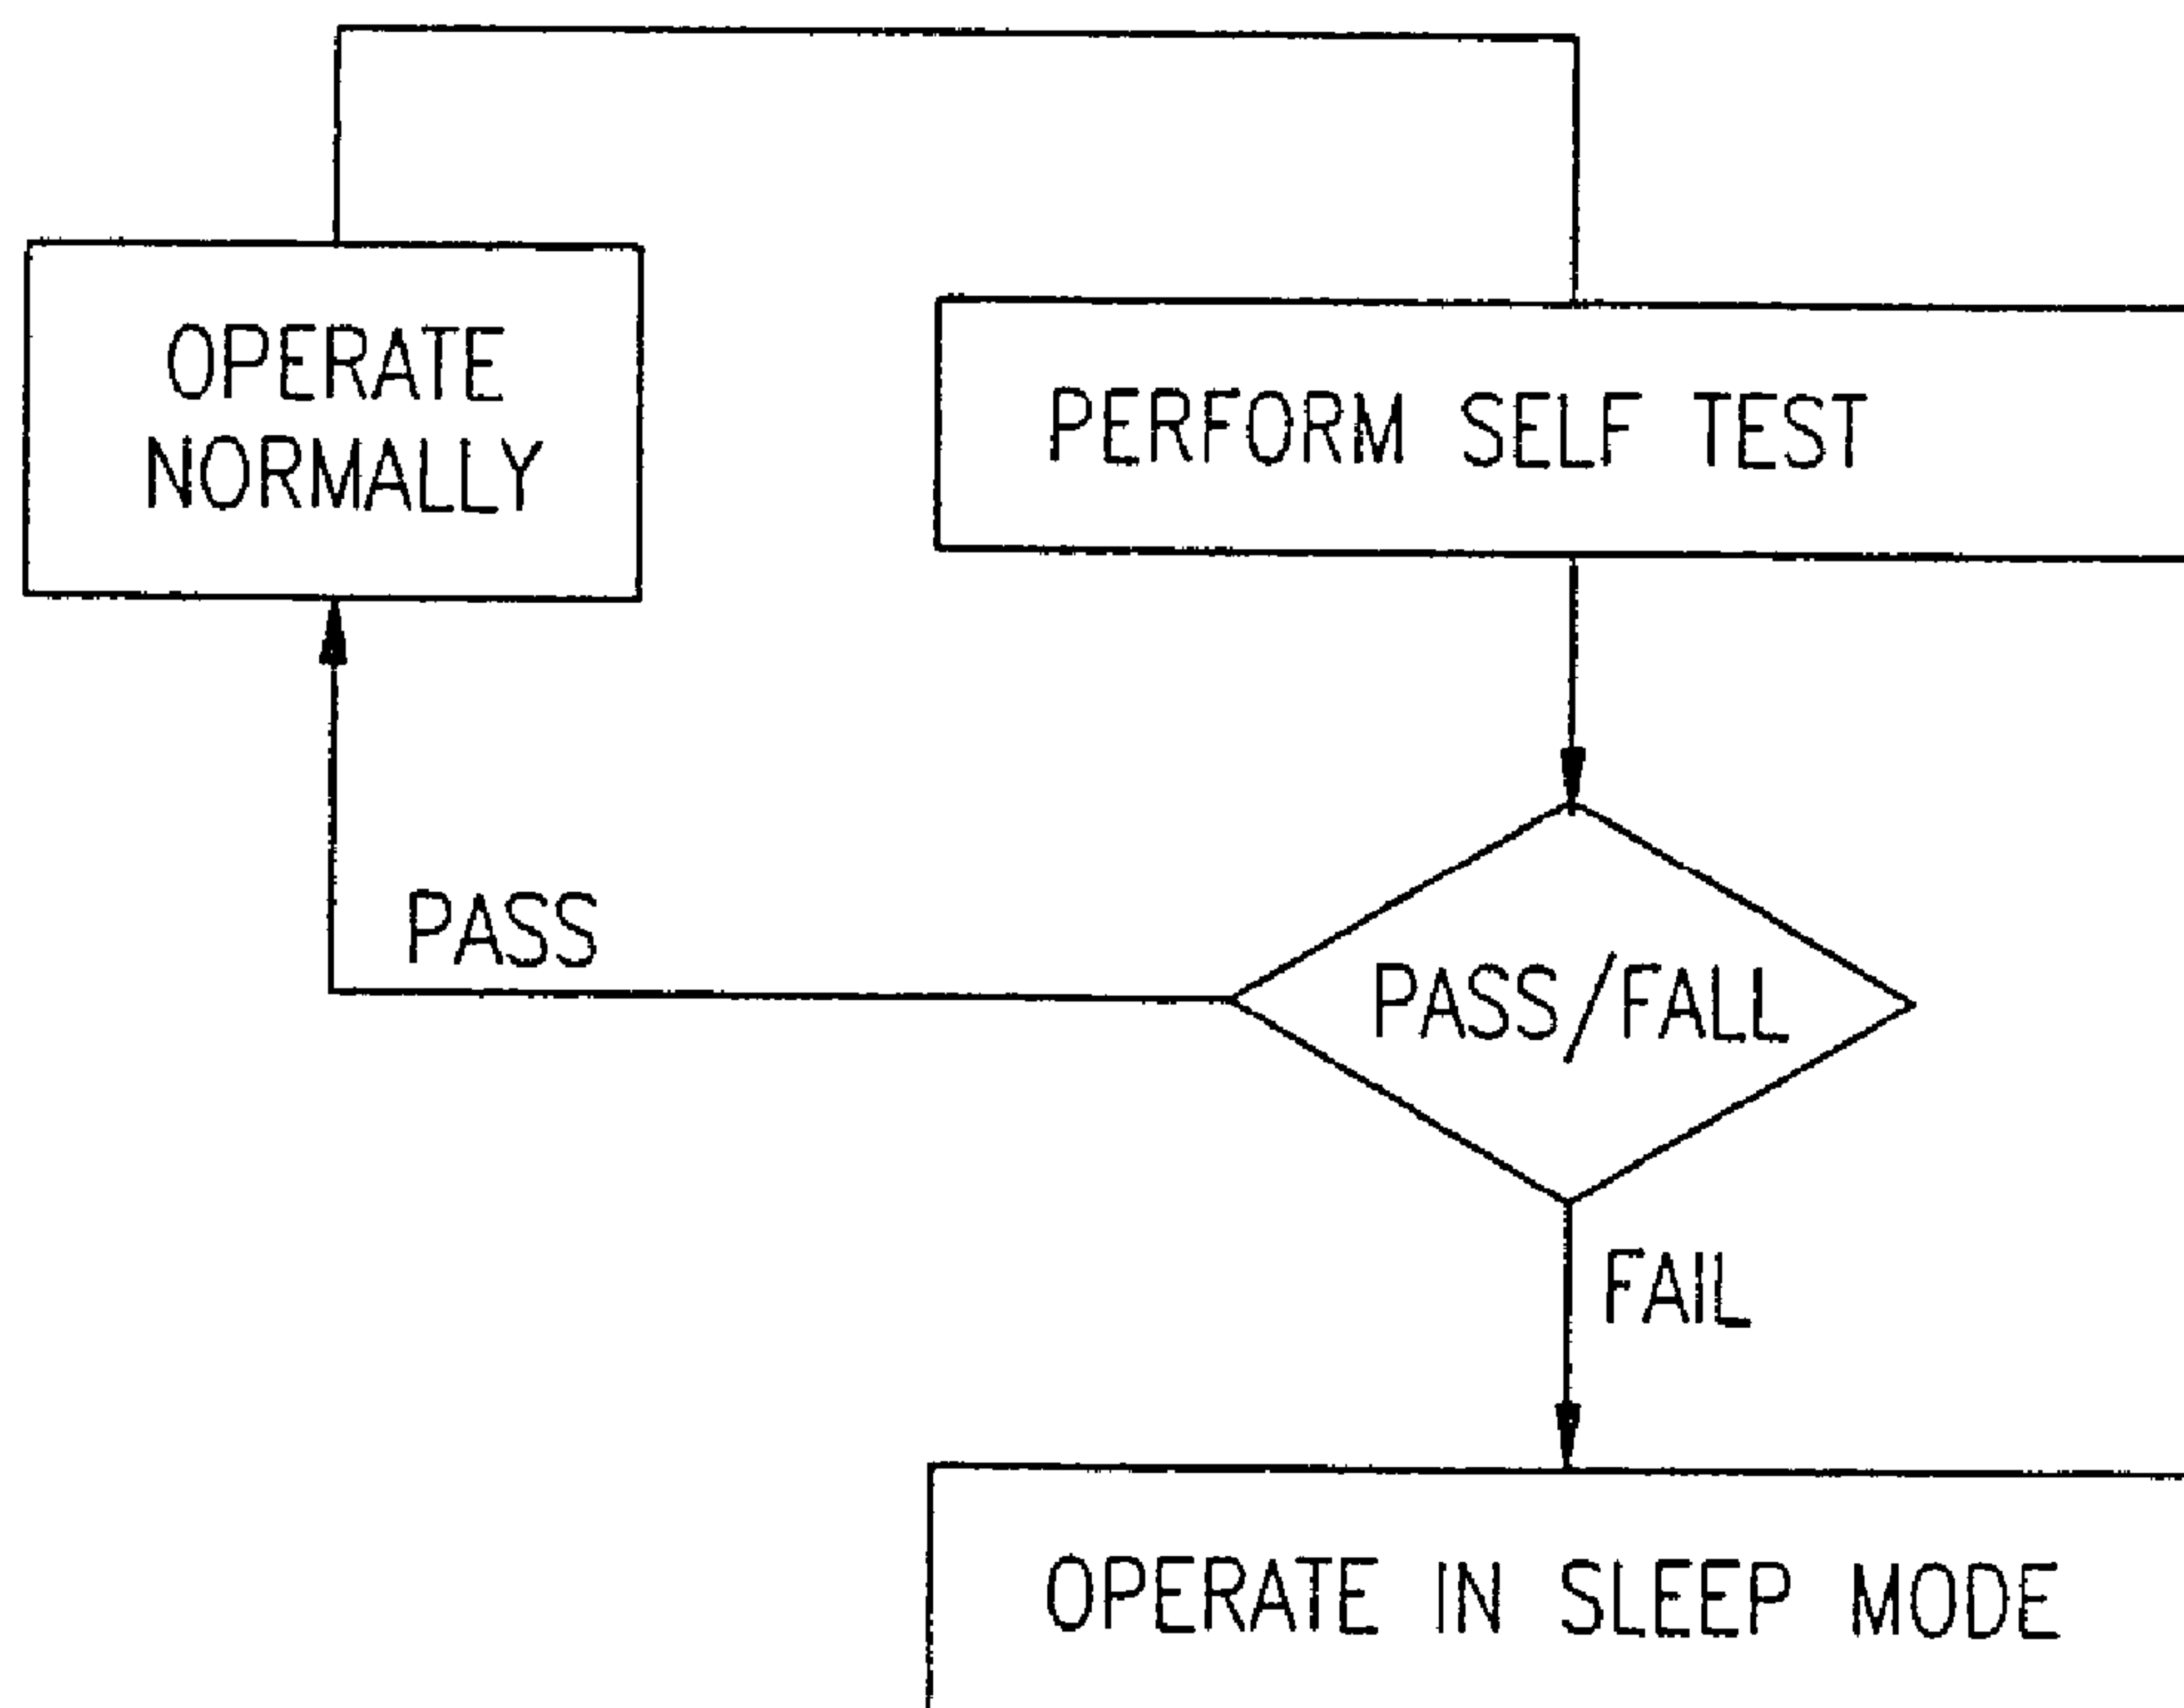 OPERATE
NORMALLY
PERFORM SELF TEST
PASS
PASS/FALL
FAIL
OPERATE IN SLEEP MODE